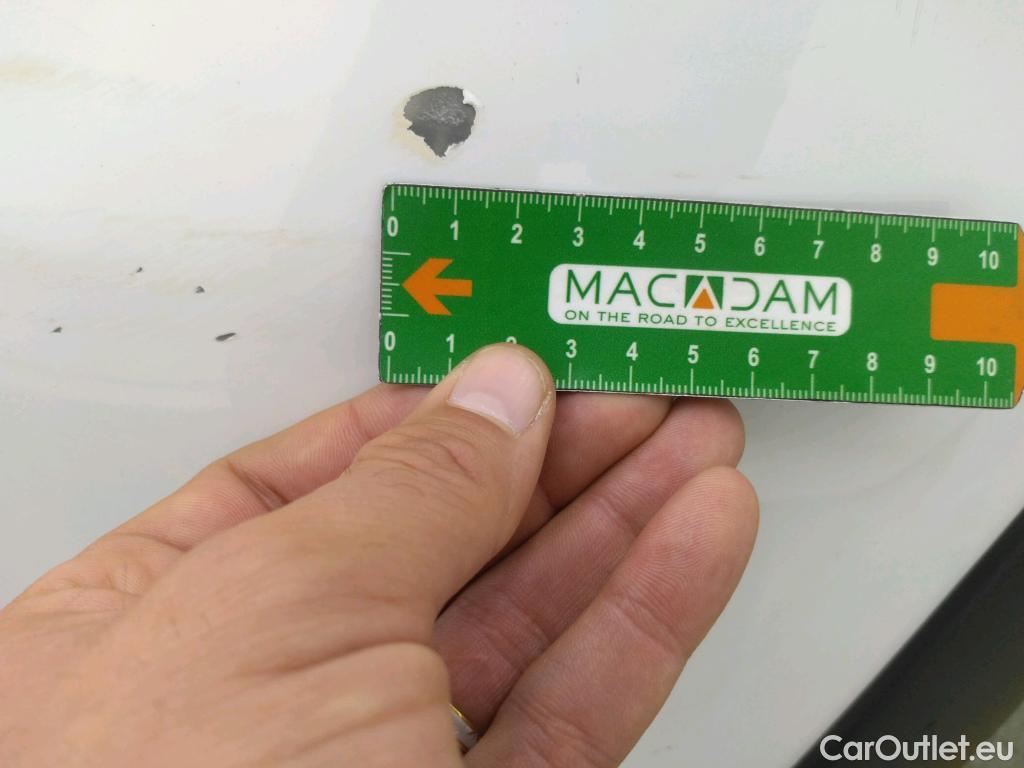 0 1 2 3 4 5 6 7 8 9 10
MACADAM
ON THE ROAD TO EXCELLENCE
0 1 2 3 4 5 6 7 8 9 10
CarOutlet.eu